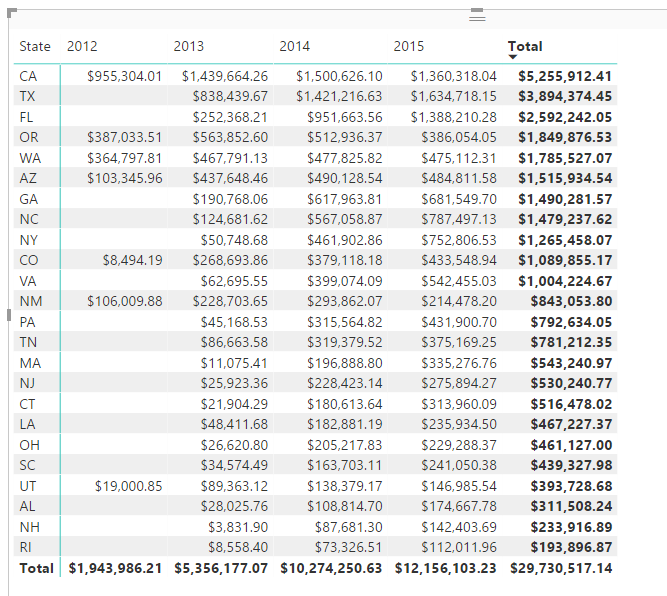 State 2012 2013 2014 2015 Total
CA $955,304.01 $1,439,664.26 $1,500,626.10 $1,360,318.04 $5,255,912.41
TX $838,439.67 $1,421,216.63 $1,634,718.15 $3,894,374.45
FL $252,368.21 $951,663.56 $1,388,210.28 $2,592,242.05
OR $387,033.51 $563,852.60 $512,936.37 $386,054.05 $1,849,876.53
WA $364,797.81 $467,791.13 $477,825.82 $475,112.31 $1,785,527.07
AZ $103,345.96 $437,648.46 $490,128.54 $484,811.58 $1,515,934.54
GA $190,768.06 $617,963.81 $681,549.70 $1,490,281.57
NC $124,681.62 $567,058.87 $787,497.13 $1,479,237.62
NY $50,748.68 $461,902.86 $752,806.53 $1,265,458.07
CO $8,494.19 $268,693.86 $379,118.18 $433,548.94 $1,089,855.17
VA $62,695.55 $399,074.09 $542,455.03 $1,004,224.67
NM $106,009.88 $228,703.65 $293,862.07 $214,478.20 $843,053.80
PA $45,168.53 $315,564.82 $431,900.70 $792,634.05
TN $86,663.58 $319,379.52 $375,169.25 $781,212.35
MA $11,075.41 $196,888.80 $335,276.76 $543,240.97
NJ $25,923.36 $228,423.14 $275,894.27 $530,240.77
CT $21,904.29 $180,613.64 $313,960.09 $516,478.02
LA $48,411.68 $182,881.19 $235,934.50 $467,227.37
OH $26,620.80 $205,217.83 $229,288.37 $461,127.00
SC $34,574.49 $163,703.11 $241,050.38 $439,327.98
UT $19,000.85 $89,363.12 $138,379.17 $146,985.54 $393,728.68
AL $28,025.76 $108,814.70 $174,667.78 $311,508.24
NH $3,831.90 $87,681.30 $142,403.69 $233,916.89
RI $8,558.40 $73,326.51 $112,011.96 $193,896.87
Total $1,943,986.21 $5,356,177.07 $10,274,250.63 $12,156,103.23 $29,730,517.14